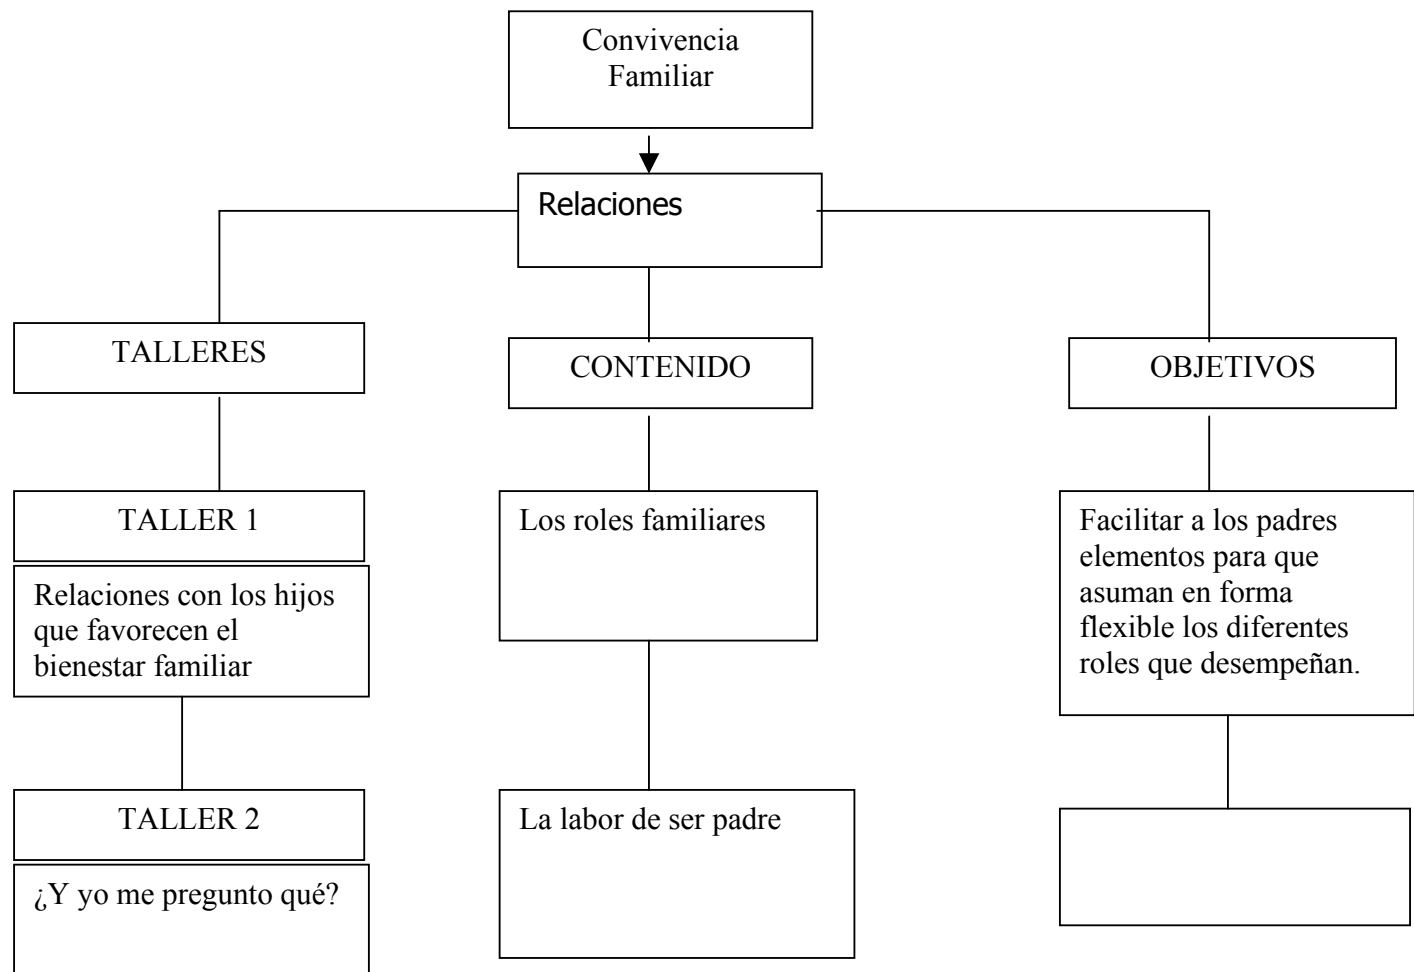 Convivencia
Familiar
Relaciones
TALLERES
CONTENIDO
OBJETIVOS
TALLER 1
Relaciones con los hijos
que favorecen el
bienestar familiar
Los roles familiares
Facilitar a los padres
elementos para que
asuman en forma
flexible los diferentes
roles que desempeñan.
TALLER 2
¿Y yo me pregunto qué?
La labor de ser padre